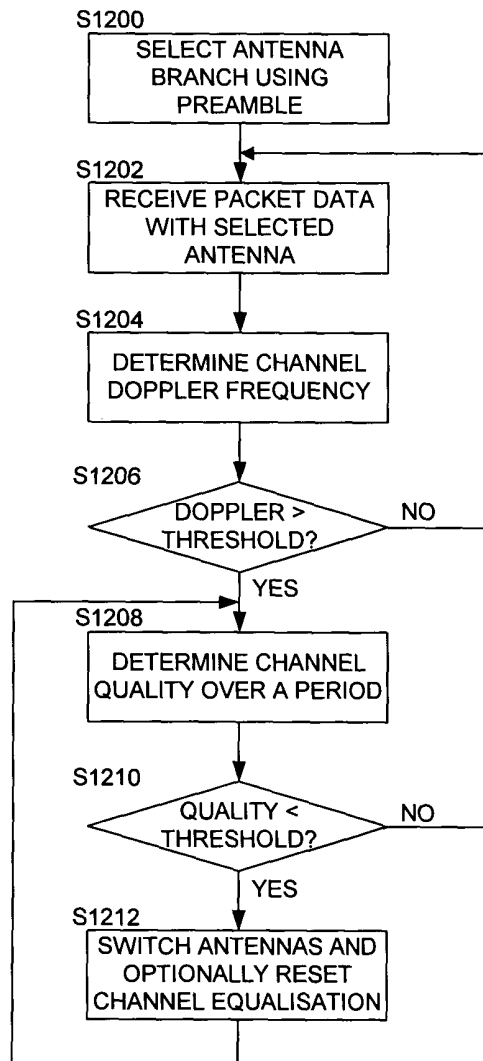 S1200
SELECT ANTENNA
BRANCH USING
PREAMBLE
S1202
RECEIVE PACKET DATA
WITH SELECTED
ANTENNA
S1204
DETERMINE CHANNEL
DOPPLER FREQUENCY
S1206
DOPPLER >
THRESHOLD?
NO
YES
S1208
DETERMINE CHANNEL
QUALITY OVER A PERIOD
S1210
QUALITY <
THRESHOLD?
NO
YES
S1212
SWITCH ANTENNAS AND
OPTIONALLY RESET
CHANNEL EQUALISATION